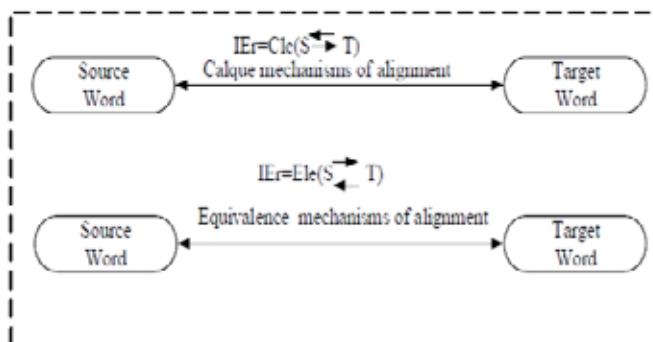 IEr=Cle(S⇄T)
Calque mechanisms of alignment
Source
Word
Target
Word
IEr=Ele(S⇄T)
Equivalence mechanisms of alignment
Source
Word
Target
Word